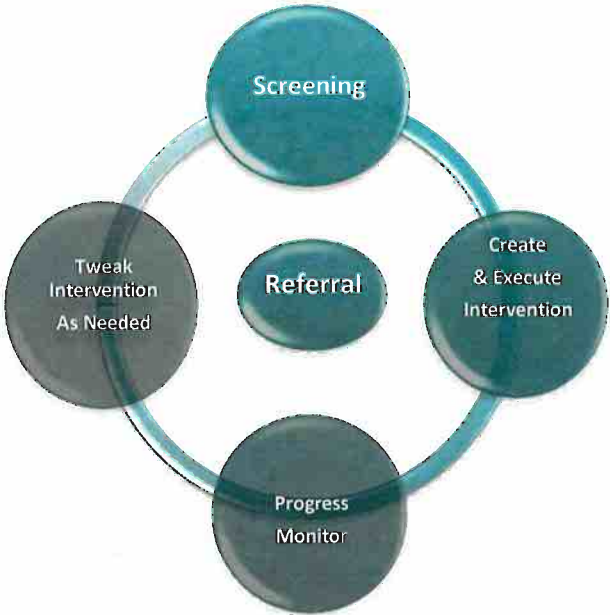 Screening
Create
& Execute
Intervention
Progress
Monitor
Tweak
Intervention
As Needed
Referral